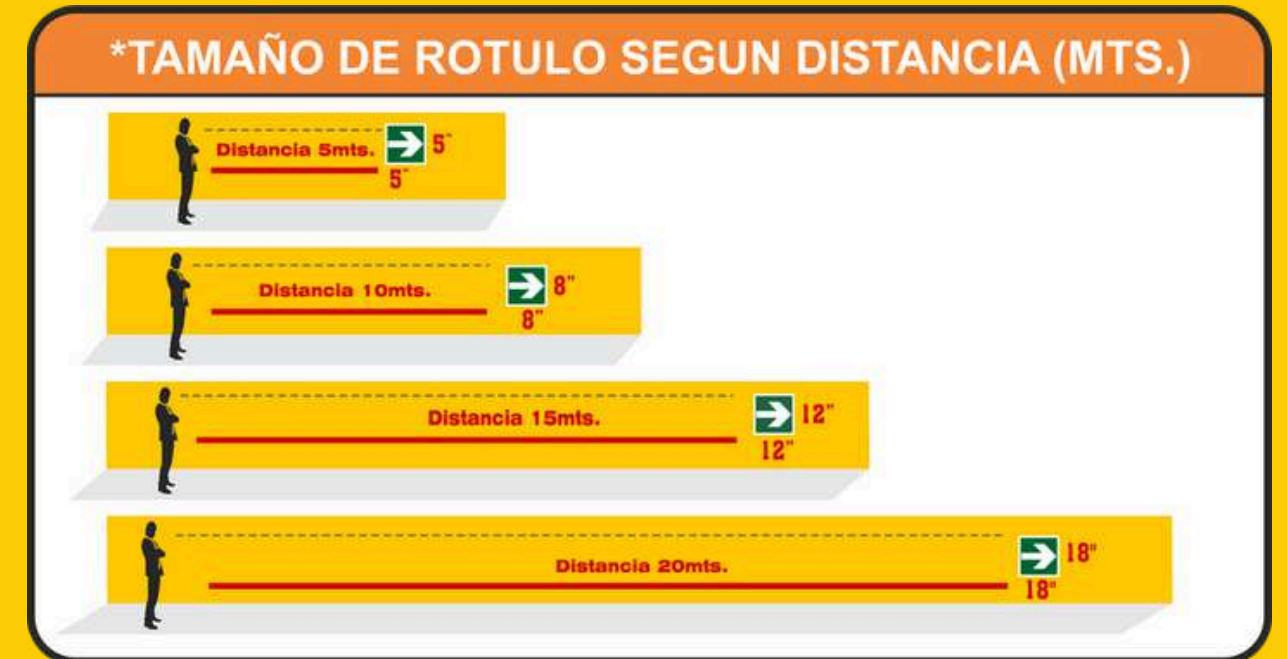 *TAMAÑO DE ROTULO SEGUN DISTANCIA (MTS.)
Distancia 5mts.
5"
5"
Distancia 10mts.
8"
8"
Distancia 15mts.
12"
12"
Distancia 20mts.
18"
18"